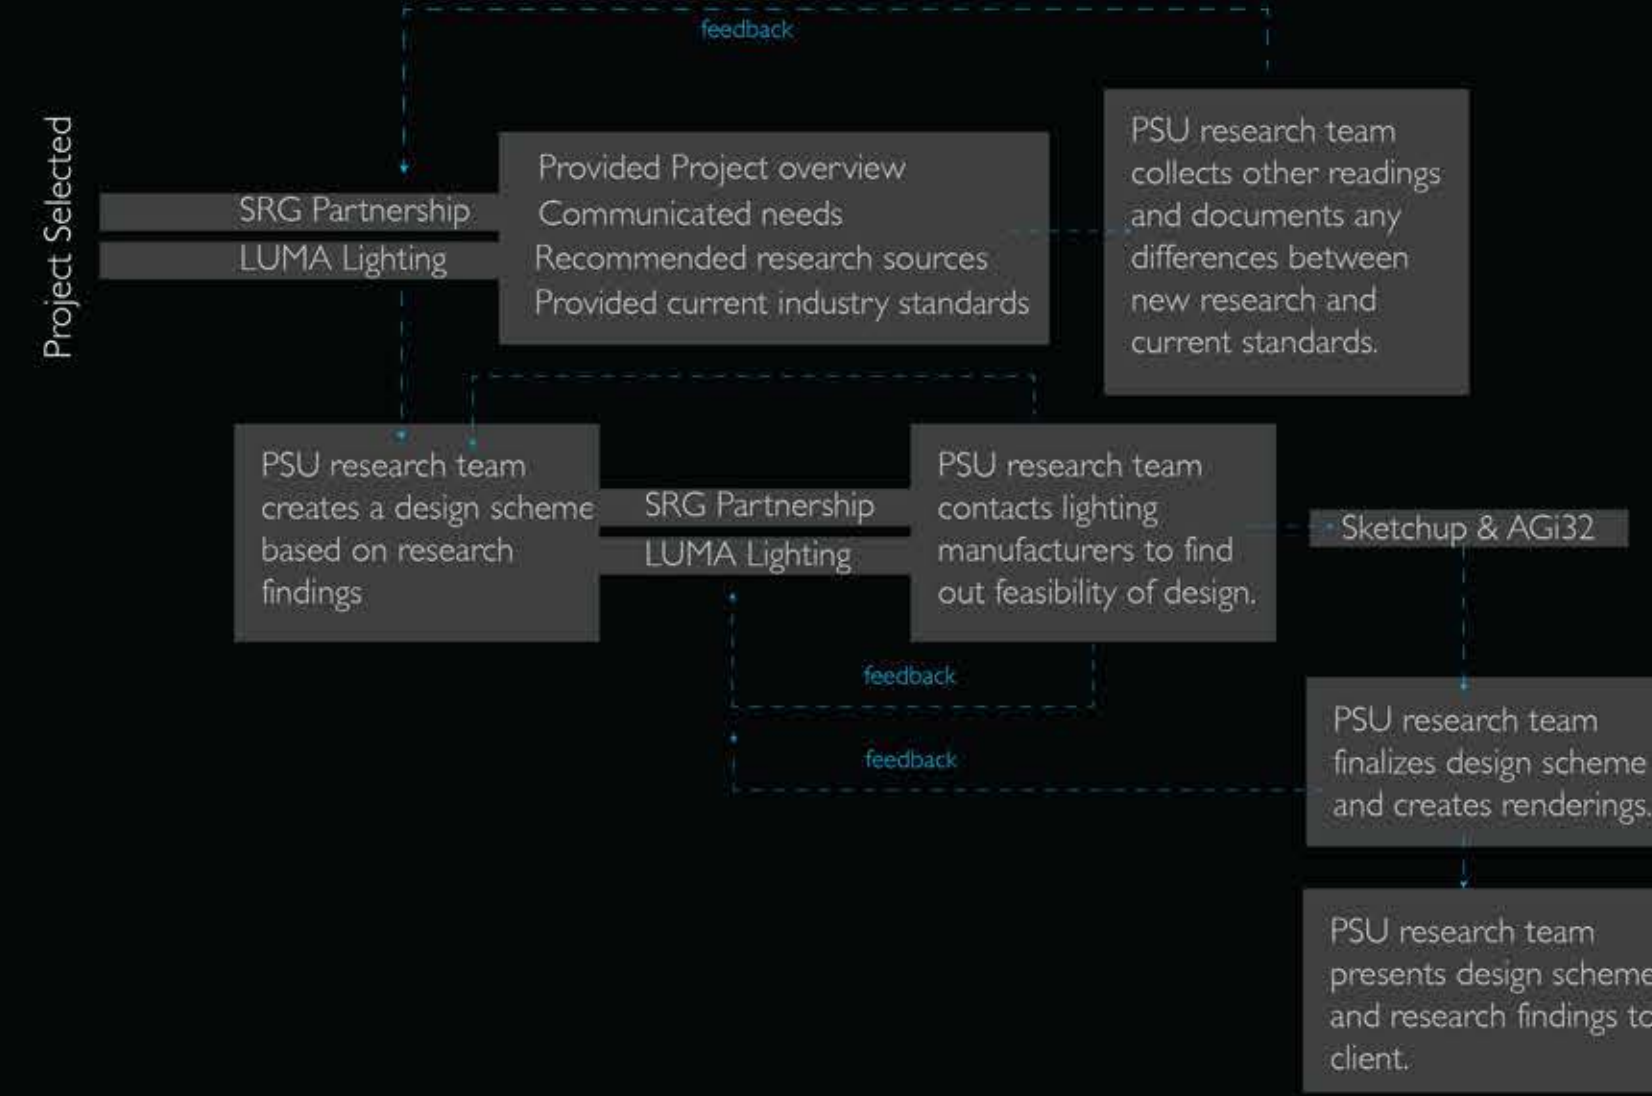 feedback
Project Selected
SRG Partnership
LUMA Lighting
Provided Project overview
Communicated needs
Recommended research sources
Provided current industry standards
PSU research team
collects other readings
and documents any
differences between
new research and
current standards.
PSU research team
creates a design scheme
based on research
findings
SRG Partnership
LUMA Lighting
PSU research team
contacts lighting
manufacturers to find
out feasibility of design.
Sketchup & AGi32
feedback
feedback
PSU research team
finalizes design scheme
and creates renderings.
PSU research team
presents design scheme
and research findings to
client.